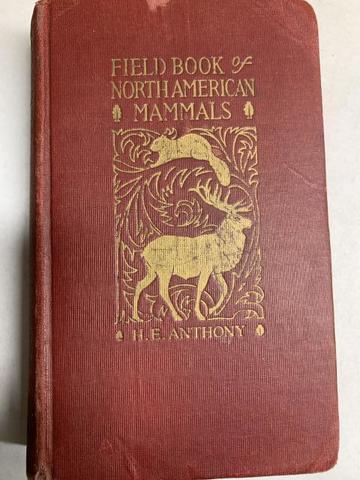 FIELD BOOK of
NORTH AMERICAN
MAMMALS
H. E. ANTHONY